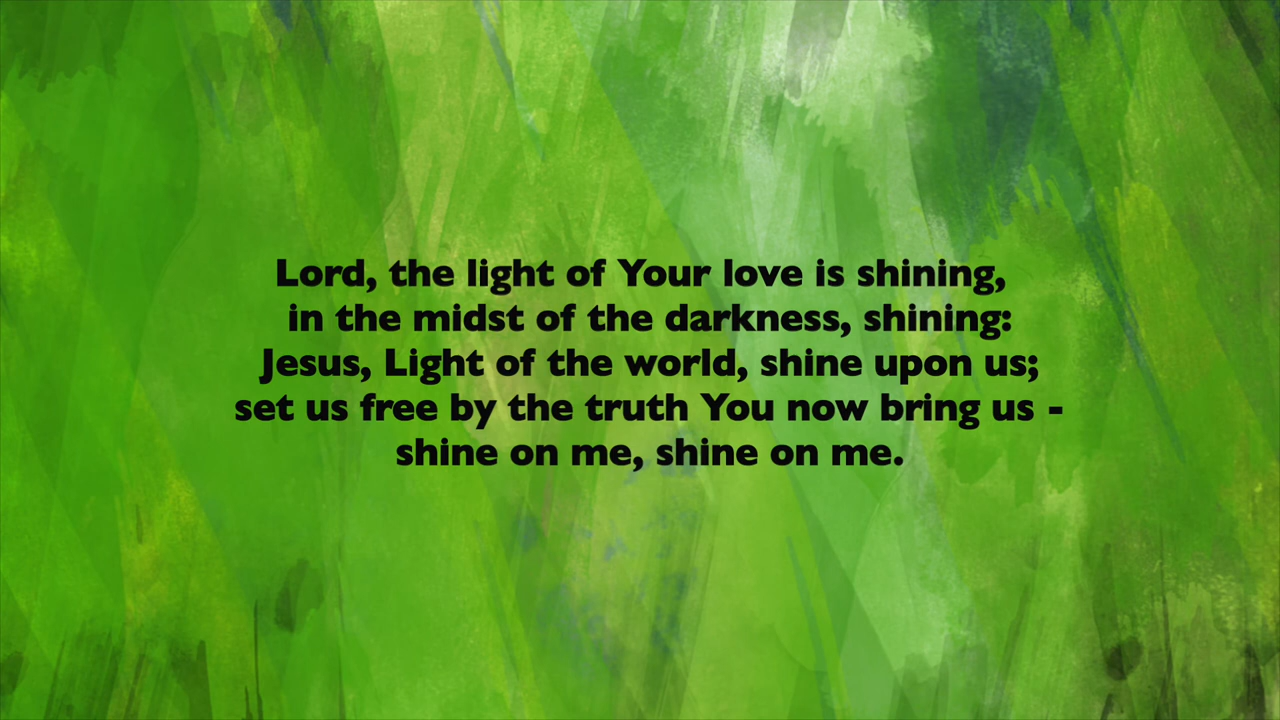 Lord, the light of Your love is shining,
in the midst of the darkness, shining:
Jesus, Light of the world, shine upon us;
set us free by the truth You now bring us -
shine on me, shine on me.